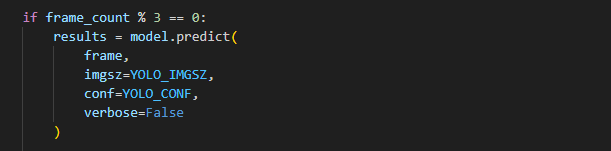 if frame_count % 3 == 0:
    results = model.predict(
        frame,
        imgsz=YOLO_IMGSZ,
        conf=YOLO_CONF,
        verbose=False
    )